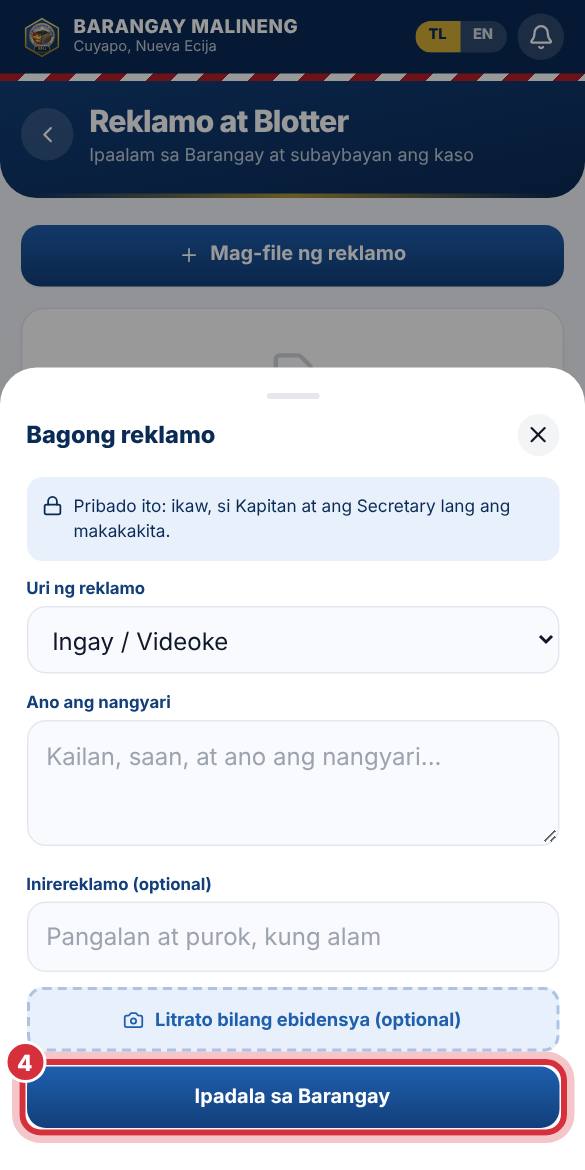 BARANGAY MALINENG
Cuyapo, Nueva Ecija
TL EN
Reklamo at Blotter
Ipaalam sa Barangay at subaybayan ang kaso
+ Mag-file ng reklamo
Bagong reklamo
Pribado ito: ikaw, si Kapitan at ang Secretary lang ang
makakakita.
Uri ng reklamo
Ingay / Videoke
Ano ang nangyari
Kailan, saan, at ano ang nangyari...
Inirereklamo (optional)
Pangalan at purok, kung alam
Litrato bilang ebidensya (optional)
4
Ipadala sa Barangay